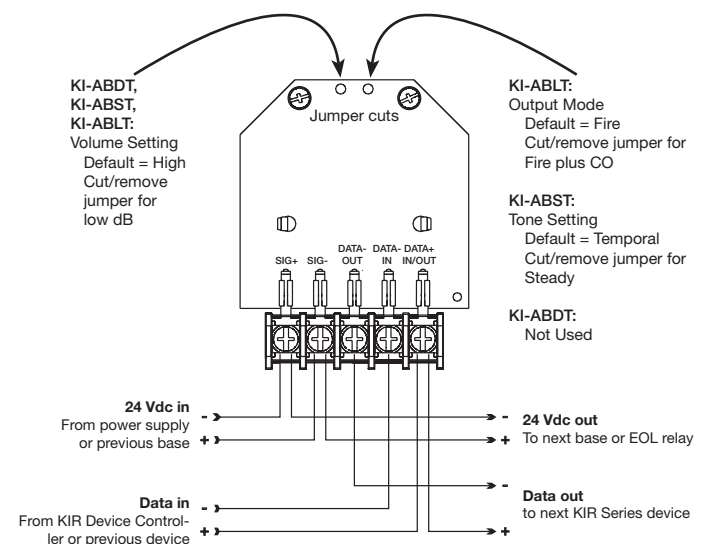 KI-ABDT,
KI-ABST,
KI-ABLT:
Volume Setting
Default = High
Cut/remove
jumper for
low dB
Jumper cuts
KI-ABLT:
Output Mode
Default = Fire
Cut/remove jumper for
Fire plus CO
KI-ABST:
Tone Setting
Default = Temporal
Cut/remove jumper for
Steady
KI-ABDT:
Not Used
SIG+ SIG- DATA- OUT DATA- IN DATA+ IN/OUT
24 Vdc in
From power supply
or previous base
-
+
-
+
24 Vdc out
To next base or EOL relay
Data in
From KIR Device Control-
ler or previous device
-
+
-
+
Data out
to next KIR Series device